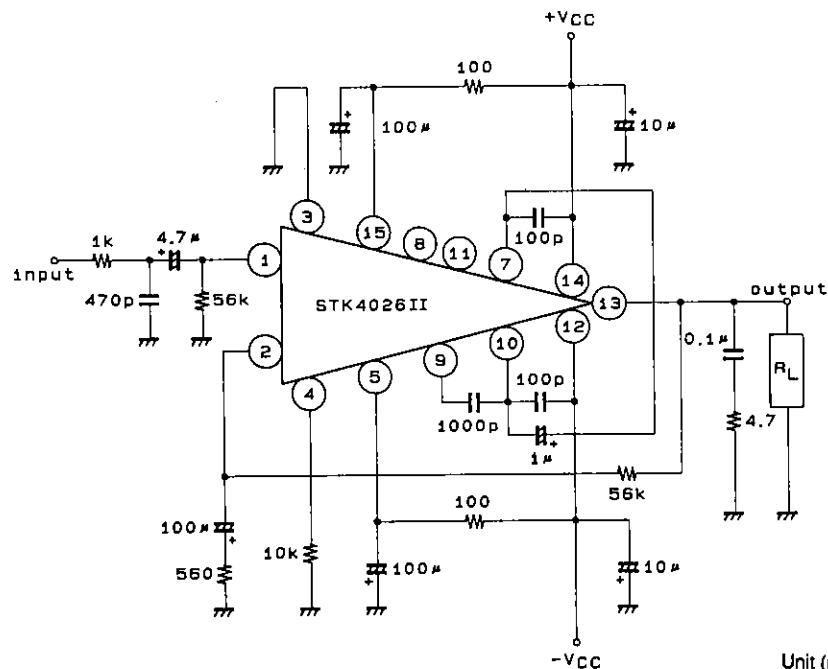 +VCC
100
+
100μ
+
10μ
3
15
8
11
7
100p
14
1k
4.7μ
+
input
470p
56k
1
STK4026II
13
output
2
12
10
9
5
4
100p
1000p
1μ
+
0.1μ
RL
4.7
56k
100μ
+
560
10k
100
100μ
+
10μ
+
-VCC
Unit (